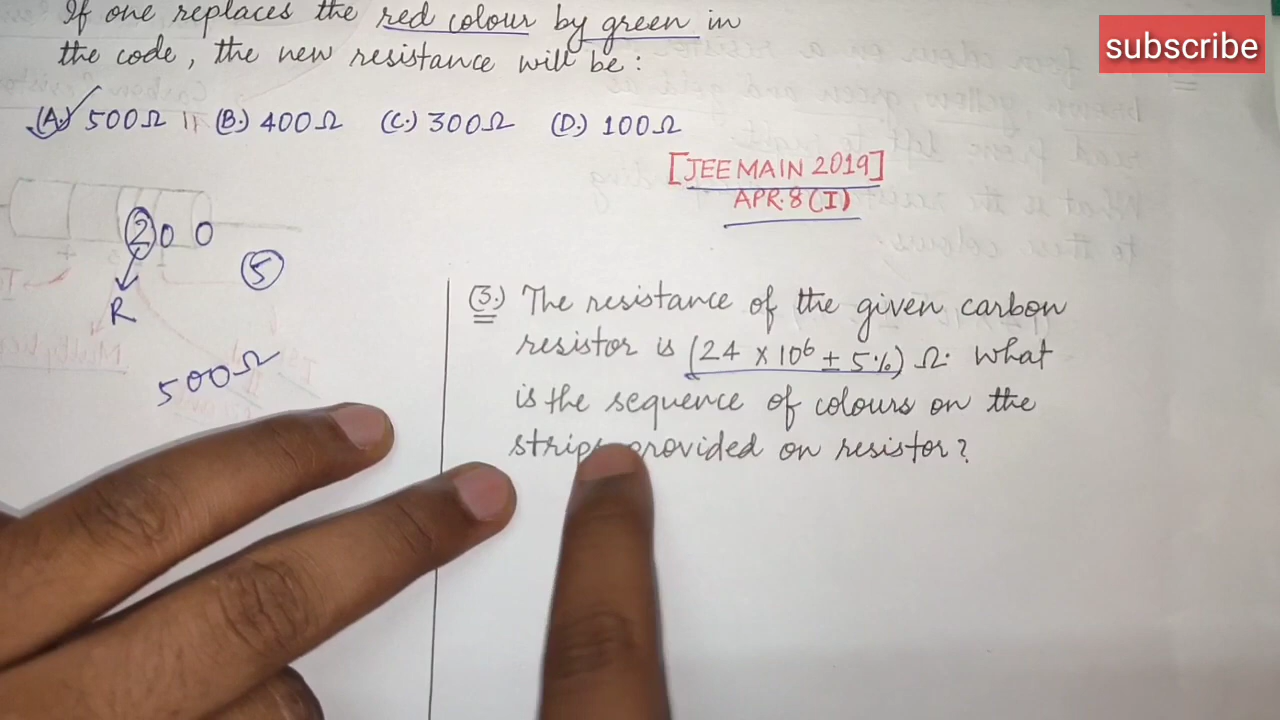 If one replaces the red colour by green in
the code, the new resistance will be:
(A.) 500Ω (B.) 400Ω (C.) 300Ω (D.) 100Ω
[JEE MAIN 2019]
APR. 8 (I)
2 0 0
R
5
500Ω
(3.) The resistance of the given carbon
resistor is (24 × 10⁶ ± 5%) Ω. What
is the sequence of colours on the
strips provided on resistor?
subscribe